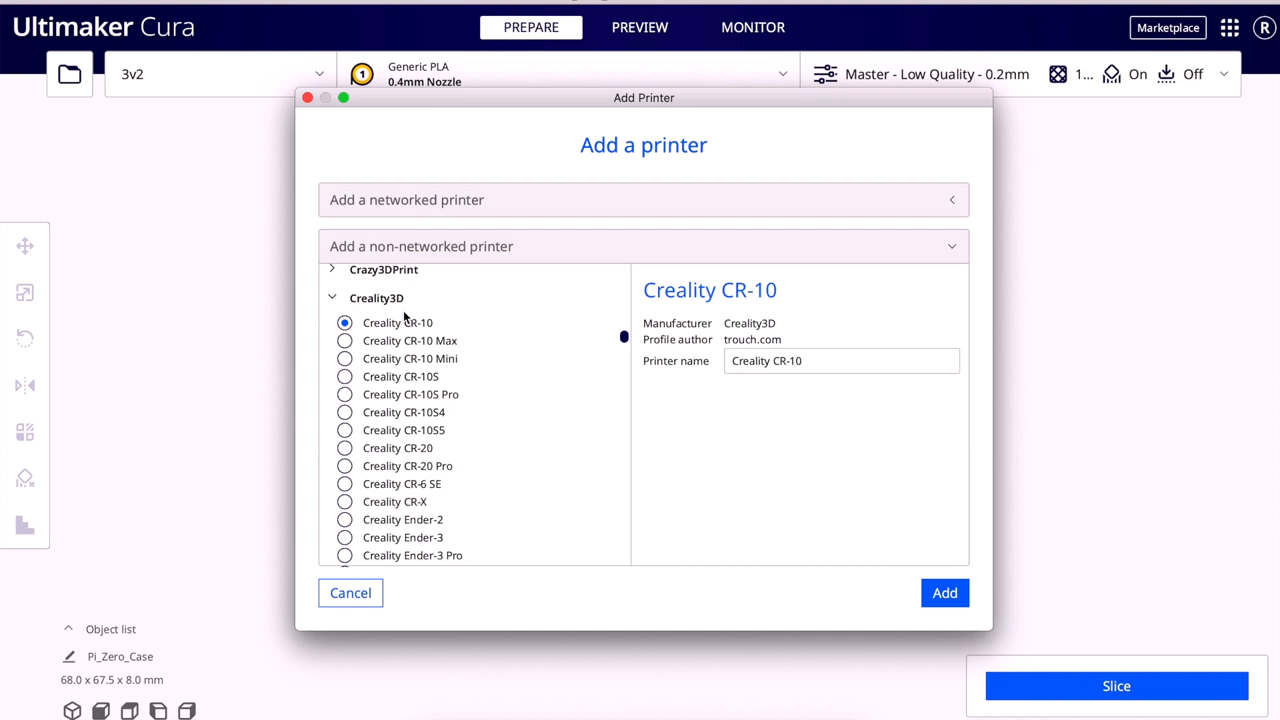 Ultimaker Cura
PREPARE
PREVIEW
MONITOR
Marketplace
R
3v2
1
Generic PLA
0.4mm Nozzle
Master - Low Quality - 0.2mm
1...
On
Off
Add Printer
Add a printer
Add a networked printer
Add a non-networked printer
Crazy3DPrint
Creality3D
Creality CR-10
Creality CR-10 Max
Creality CR-10 Mini
Creality CR-10S
Creality CR-10S Pro
Creality CR-10S4
Creality CR-10S5
Creality CR-20
Creality CR-20 Pro
Creality CR-6 SE
Creality CR-X
Creality Ender-2
Creality Ender-3
Creality Ender-3 Pro
Creality CR-10
Manufacturer Creality3D
Profile author trouch.com
Printer name Creality CR-10
Cancel
Add
Object list
Pi_Zero_Case
68.0 x 67.5 x 8.0 mm
Slice